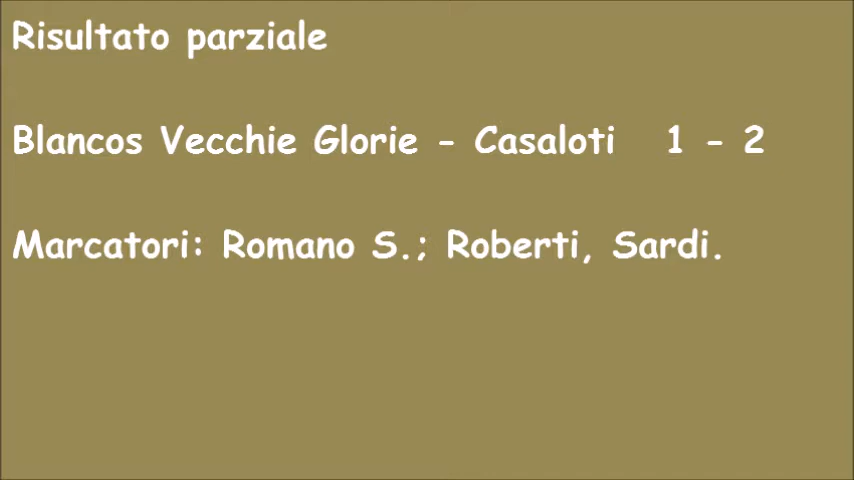 Risultato parziale
Blancos Vecchie Glorie - Casaloti 1 - 2
Marcatori: Romano S.; Roberti, Sardi.